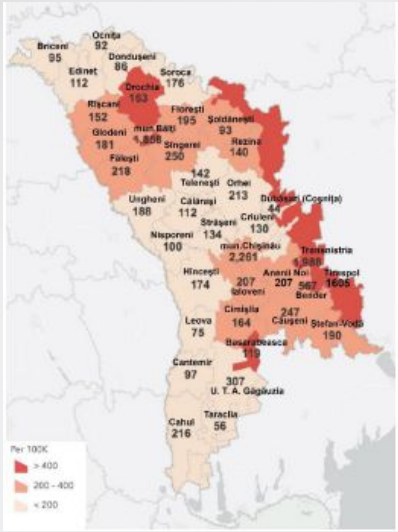 Ocnița
92
Briceni
95
Dondușeni
86
Edineț
112
Soroca
176
Drochia
163
Rîșcani
152
Florești
195
Șoldănești
93
mun.Bălți
1,858
Glodeni
181
Sîngerei
250
Rezina
140
Fălești
218
142
Telenești
Orhei
213
Dubăsari (Coșnița)
44
Ungheni
188
Călărași
112
Criuleni
130
Strășeni
134
Nisporeni
100
mun.Chișinău
2,261
Transnistria
1,988
Hîncești
174
207
Ialoveni
Anenii Noi
207
567
Bender
Tiraspol
1605
Cimișlia
164
247
Căușeni
Ștefan-Vodă
190
Leova
75
Basarabeasca
119
Cantemir
97
307
U. T. A. Găgăuzia
Cahul
216
Taraclia
56
Per 100K
> 400
200 - 400
< 200